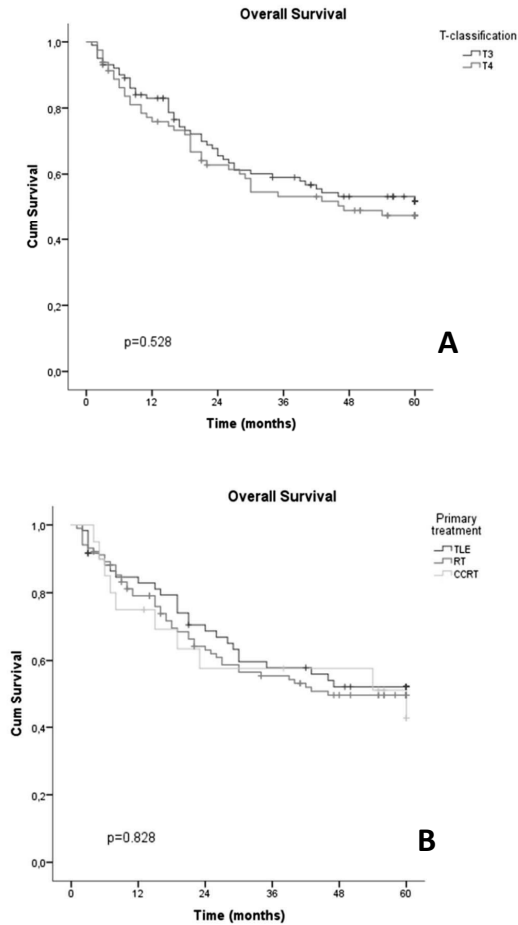 Overall Survival
T-classification
T3
T4
1,0
0,8
0,6
0,4
0,2
0,0
Cum Survival
p=0.528
A
0 12 24 36 48 60
Time (months)
Overall Survival
Primary
treatment
TLE
RT
CCRT
1,0
0,8
0,6
0,4
0,2
0,0
Cum Survival
p=0.828
B
0 12 24 36 48 60
Time (months)